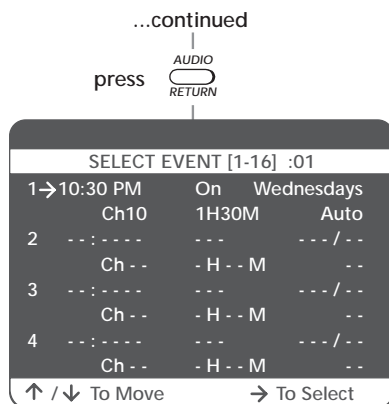 ...continued
AUDIO
press
RETURN
SELECT EVENT [1-16] :01
1→10:30 PM On Wednesdays
Ch10 1H30M Auto
2 --:---- --- ---/--
Ch-- -H--M --
3 --:---- --- ---/--
Ch-- -H--M --
4 --:---- --- ---/--
Ch-- -H--M --
↑/↓ To Move → To Select